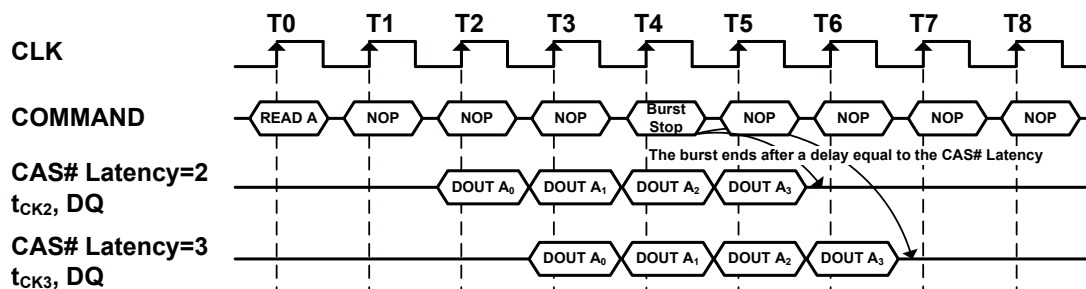 T0 T1 T2 T3 T4 T5 T6 T7 T8
CLK
COMMAND READ A NOP NOP NOP Burst Stop NOP NOP NOP NOP
The burst ends after a delay equal to the CAS# Latency
CAS# Latency=2
tCK2, DQ DOUT A0 DOUT A1 DOUT A2 DOUT A3
CAS# Latency=3
tCK3, DQ DOUT A0 DOUT A1 DOUT A2 DOUT A3